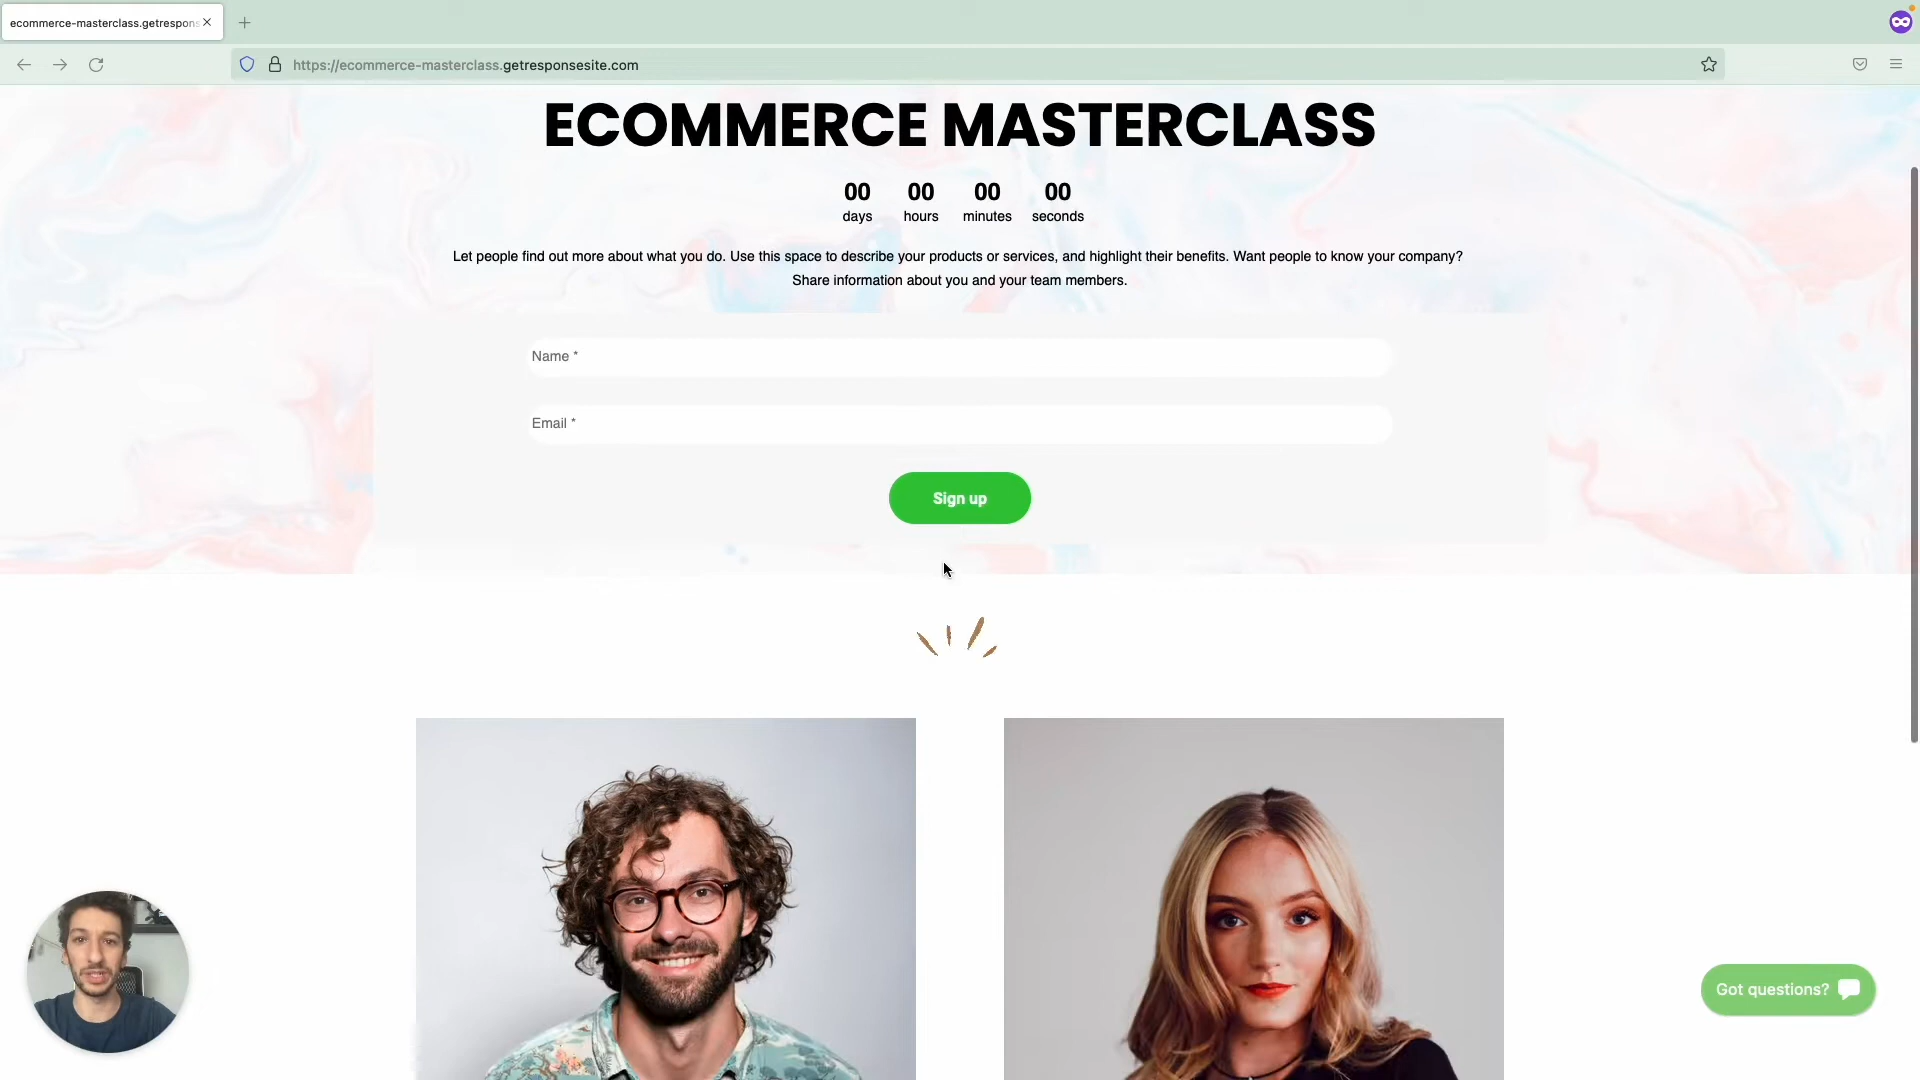 ecommerce-masterclass.getrespons
https://ecommerce-masterclass.getresponsesite.com
ECOMMERCE MASTERCLASS
00 00 00 00
days hours minutes seconds
Let people find out more about what you do. Use this space to describe your products or services, and highlight their benefits. Want people to know your company?
Share information about you and your team members.
Name *
Email *
Sign up
Got questions?